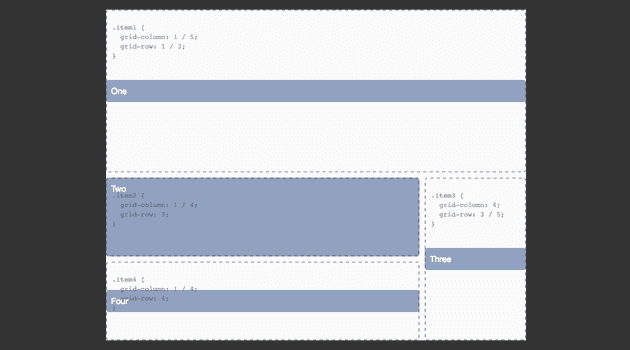 .item1 {
grid-column: 1 / 5;
grid-row: 1 / 3;
}
One
Two
.item2 {
grid-column: 1 / 4;
grid-row: 3;
}
.item3 {
grid-column: 4;
grid-row: 3 / 5;
}
Three
.item4 {
grid-column: 1 / 4;
grid-row: 4;
}
Four